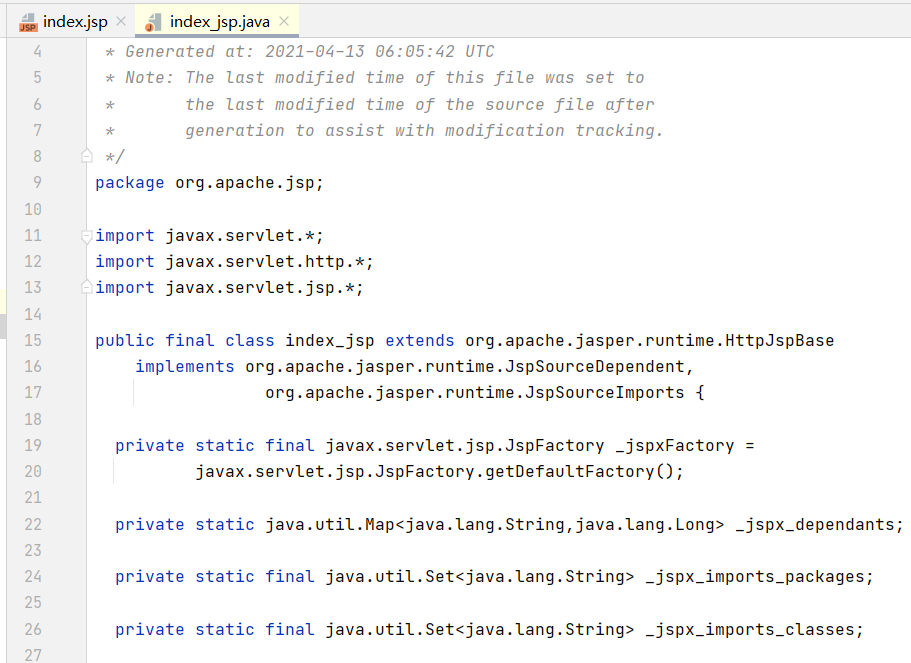 index.jsp index_jsp.java
4 * Generated at: 2021-04-13 06:05:42 UTC
5 * Note: The last modified time of this file was set to
6 *       the last modified time of the source file after
7 *       generation to assist with modification tracking.
8 */
9 package org.apache.jsp;
10
11 import javax.servlet.*;
12 import javax.servlet.http.*;
13 import javax.servlet.jsp.*;
14
15 public final class index_jsp extends org.apache.jasper.runtime.HttpJspBase
16     implements org.apache.jasper.runtime.JspSourceDependent,
17                  org.apache.jasper.runtime.JspSourceImports {
18
19   private static final javax.servlet.jsp.JspFactory _jspxFactory =
20           javax.servlet.jsp.JspFactory.getDefaultFactory();
21
22   private static java.util.Map<java.lang.String,java.lang.Long> _jspx_dependants;
23
24   private static final java.util.Set<java.lang.String> _jspx_imports_packages;
25
26   private static final java.util.Set<java.lang.String> _jspx_imports_classes;
27